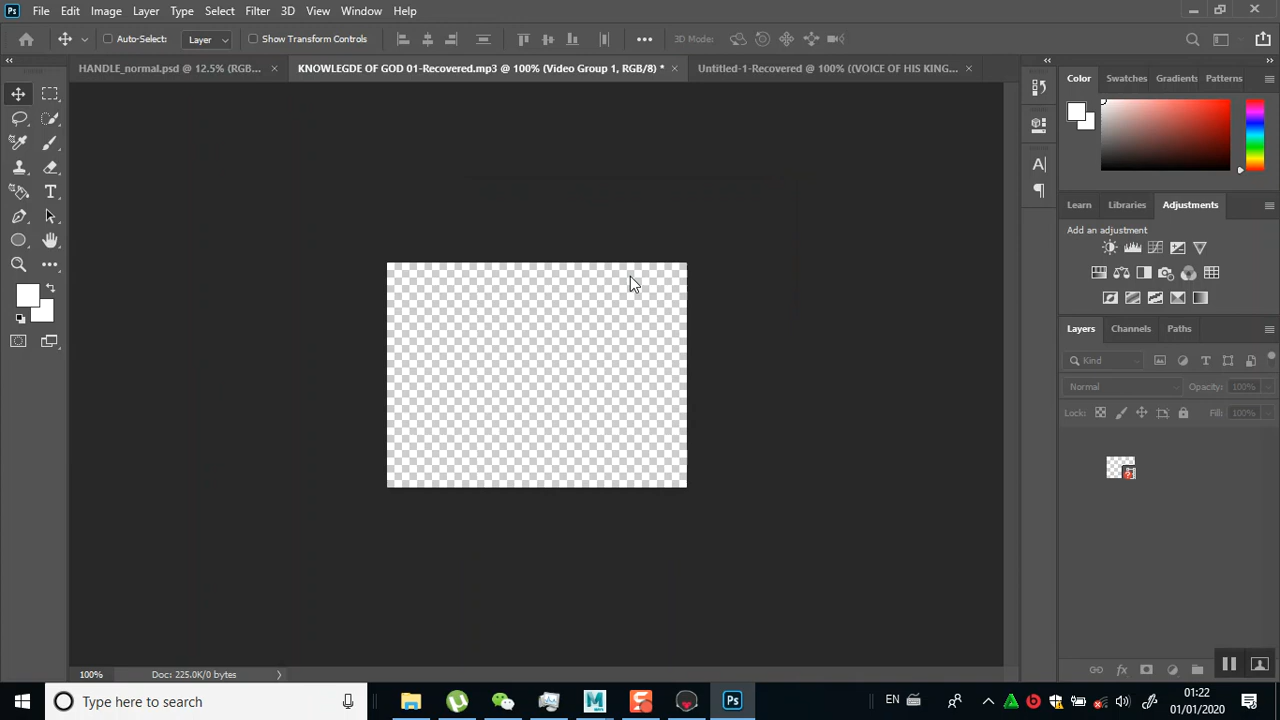 Ps File Edit Image Layer Type Select Filter 3D View Window Help
Auto-Select: Layer Show Transform Controls 3D Mode:
HANDLE_normal.psd @ 12.5% (RGB... × KNOWLEGDE OF GOD 01-Recovered.mp3 @ 100% (Video Group 1, RGB/8) * × Untitled-1-Recovered @ 100% ((VOICE OF HIS KING... ×
Color Swatches Gradients Patterns
Learn Libraries Adjustments
Add an adjustment
Layers Channels Paths
Kind
Normal Opacity: 100%
Lock: Fill: 100%
100% Doc: 225.0K/0 bytes
Type here to search
Ps
EN
01:22
01/01/2020